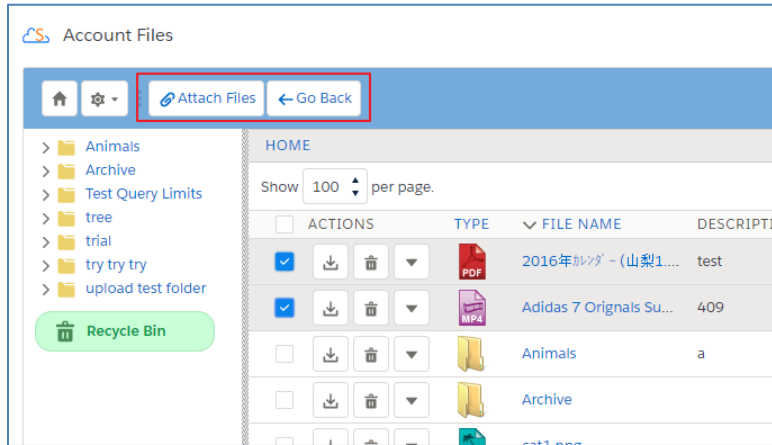 Account Files
Attach Files
Go Back
Animals
Archive
Test Query Limits
tree
trial
try try try
upload test folder
Recycle Bin
HOME
Show 100 per page.
ACTIONS TYPE FILE NAME DESCRIPTI
PDF 2016年ｶﾚﾝﾀﾞｰ(山梨1.... test
MP4 Adidas 7 Orignals Su... 409
Animals a
Archive
cat1.png